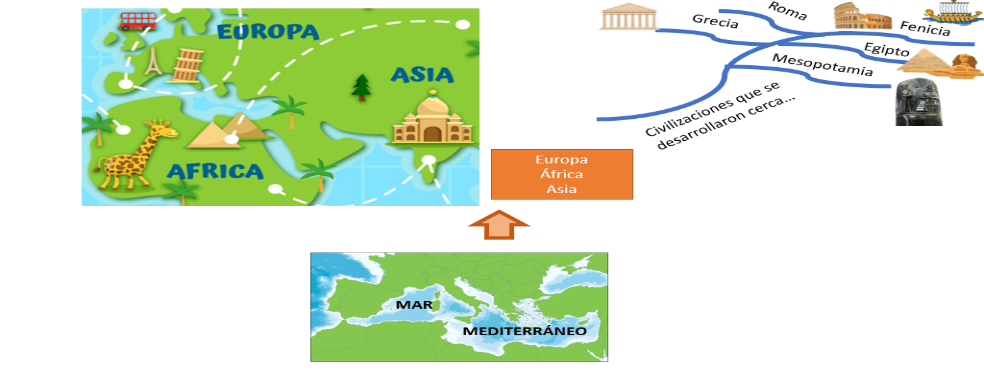 EUROPA
ASIA
AFRICA
Europa
África
Asia
MAR
MEDITERRÁNEO
Roma
Grecia
Fenicia
Egipto
Mesopotamia
Civilizaciones que se
desarrollaron cerca...